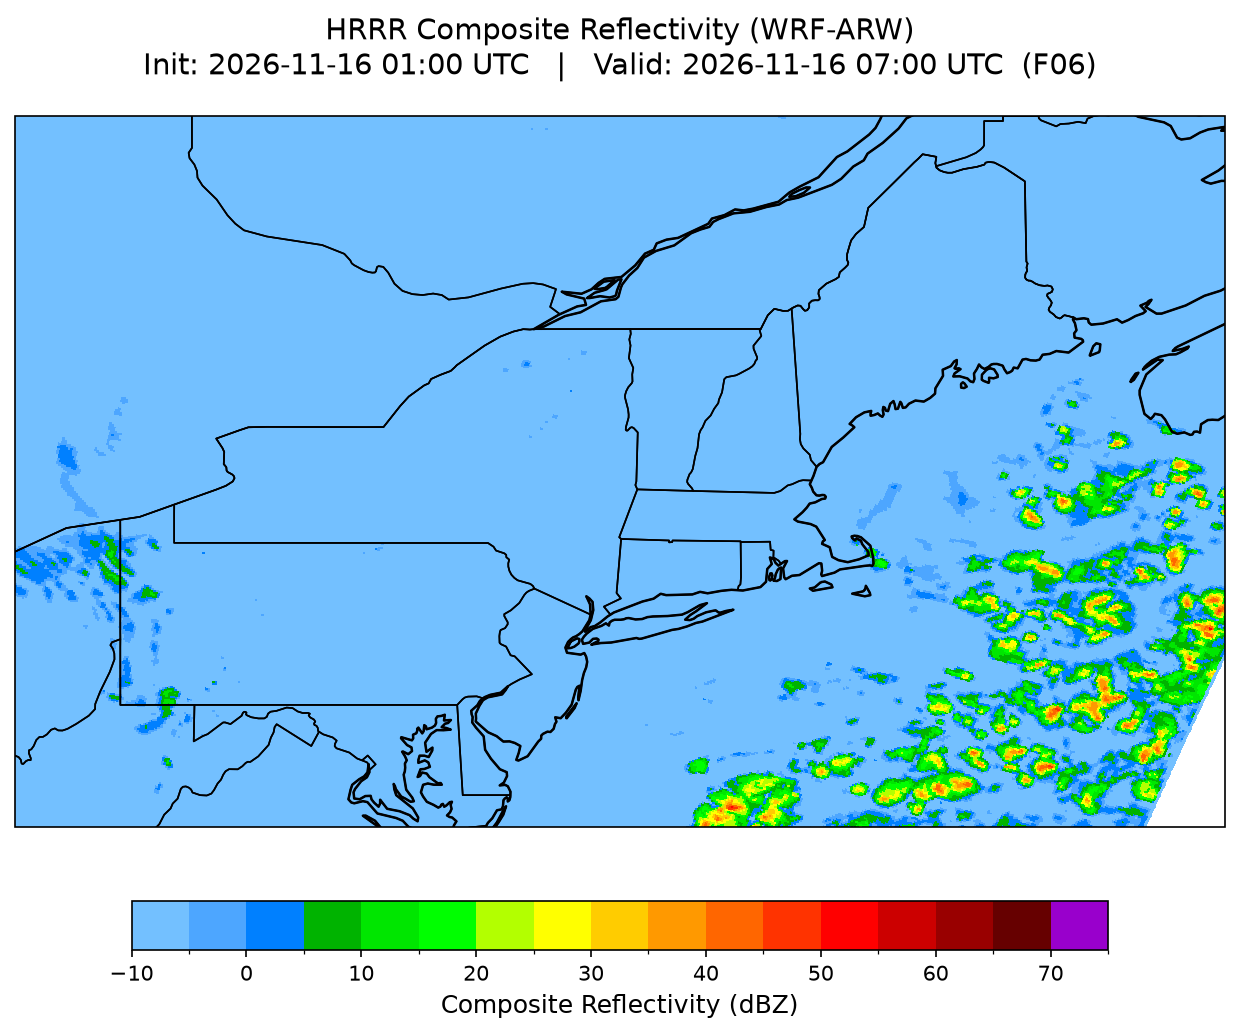 HRRR Composite Reflectivity (WRF-ARW)
Init: 2026-11-16 01:00 UTC   |   Valid: 2026-11-16 07:00 UTC  (F06)
−10 0 10 20 30 40 50 60 70
Composite Reflectivity (dBZ)